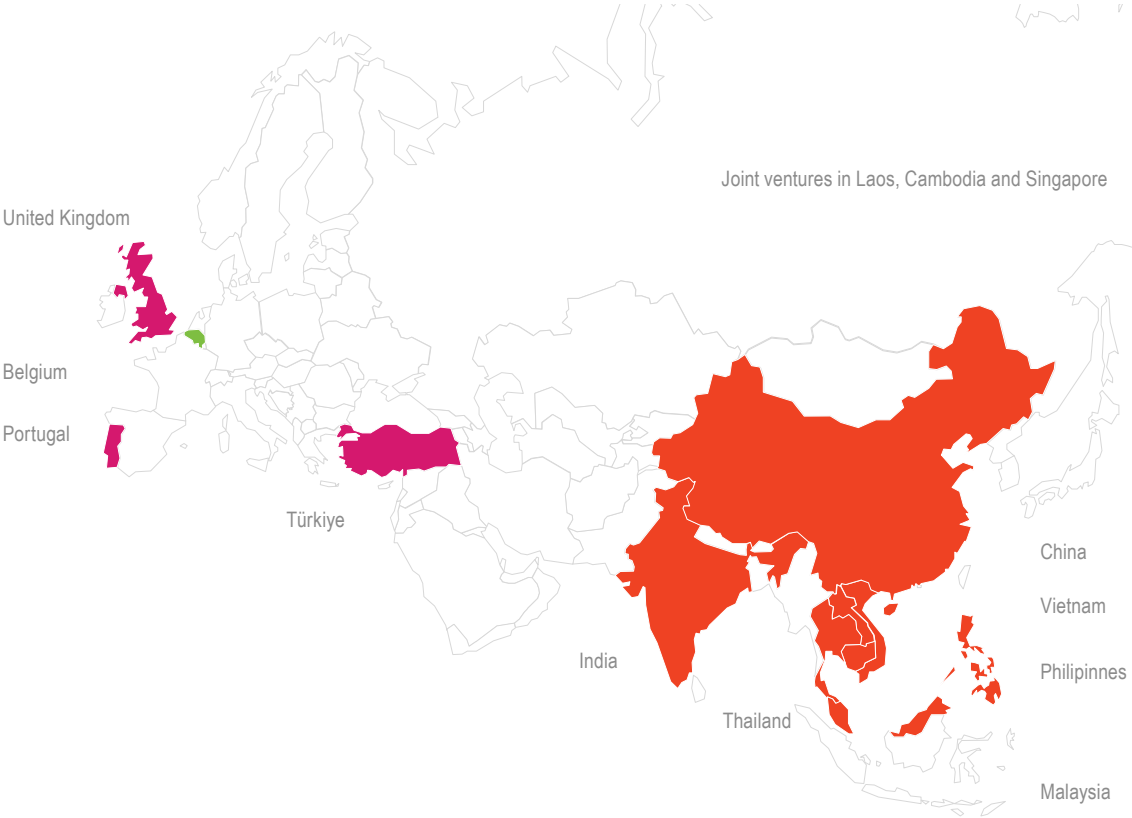 Joint ventures in Laos, Cambodia and Singapore
United Kingdom
Belgium
Portugal
Türkiye
China
Vietnam
India
Philipinnes
Thailand
Malaysia